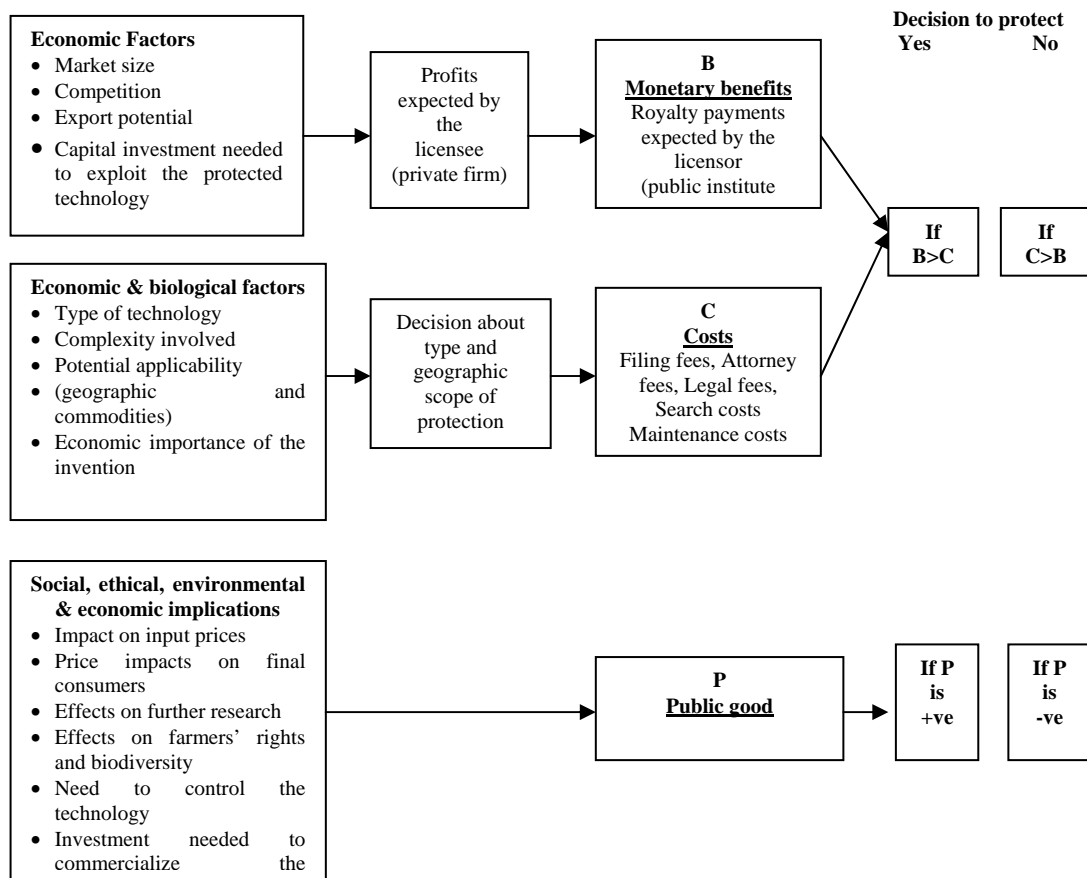 Decision to protect
Yes No
Economic Factors
• Market size
• Competition
• Export potential
• Capital investment needed
to exploit the protected
technology
Profits
expected by
the
licensee
(private firm)
B
Monetary benefits
Royalty payments
expected by the
licensor
(public institute
If
B>C
If
C>B
Economic & biological factors
• Type of technology
• Complexity involved
• Potential applicability
• (geographic and
commodities)
• Economic importance of the
invention
Decision about
type and
geographic
scope of
protection
C
Costs
Filing fees, Attorney
fees, Legal fees,
Search costs
Maintenance costs
Social, ethical, environmental
& economic implications
• Impact on input prices
• Price impacts on final
consumers
• Effects on further research
• Effects on farmers’ rights
and biodiversity
• Need to control the
technology
• Investment needed to
commercialize the
P
Public good
If P
is
+ve
If P
is
-ve